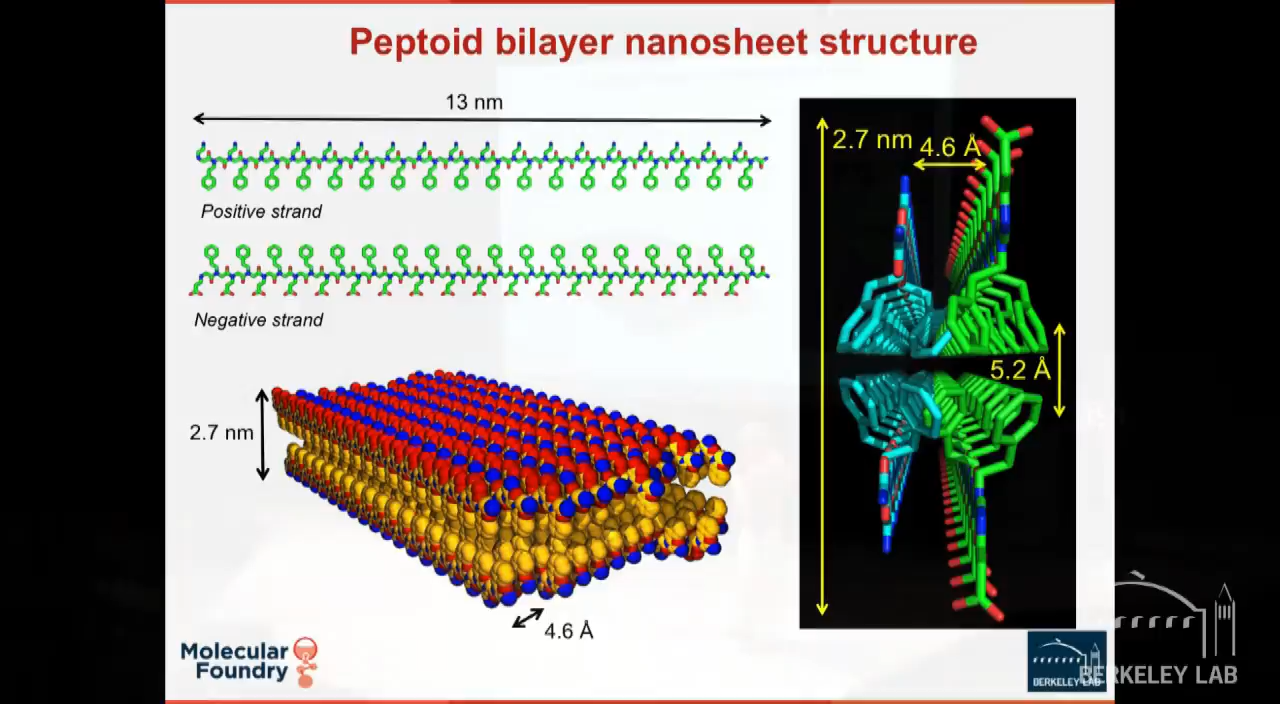 Peptoid bilayer nanosheet structure
13 nm
Positive strand
Negative strand
2.7 nm
4.6 Å
2.7 nm
4.6 Å
5.2 Å
Molecular
Foundry
BERKELEY LAB
BERKELEY LAB